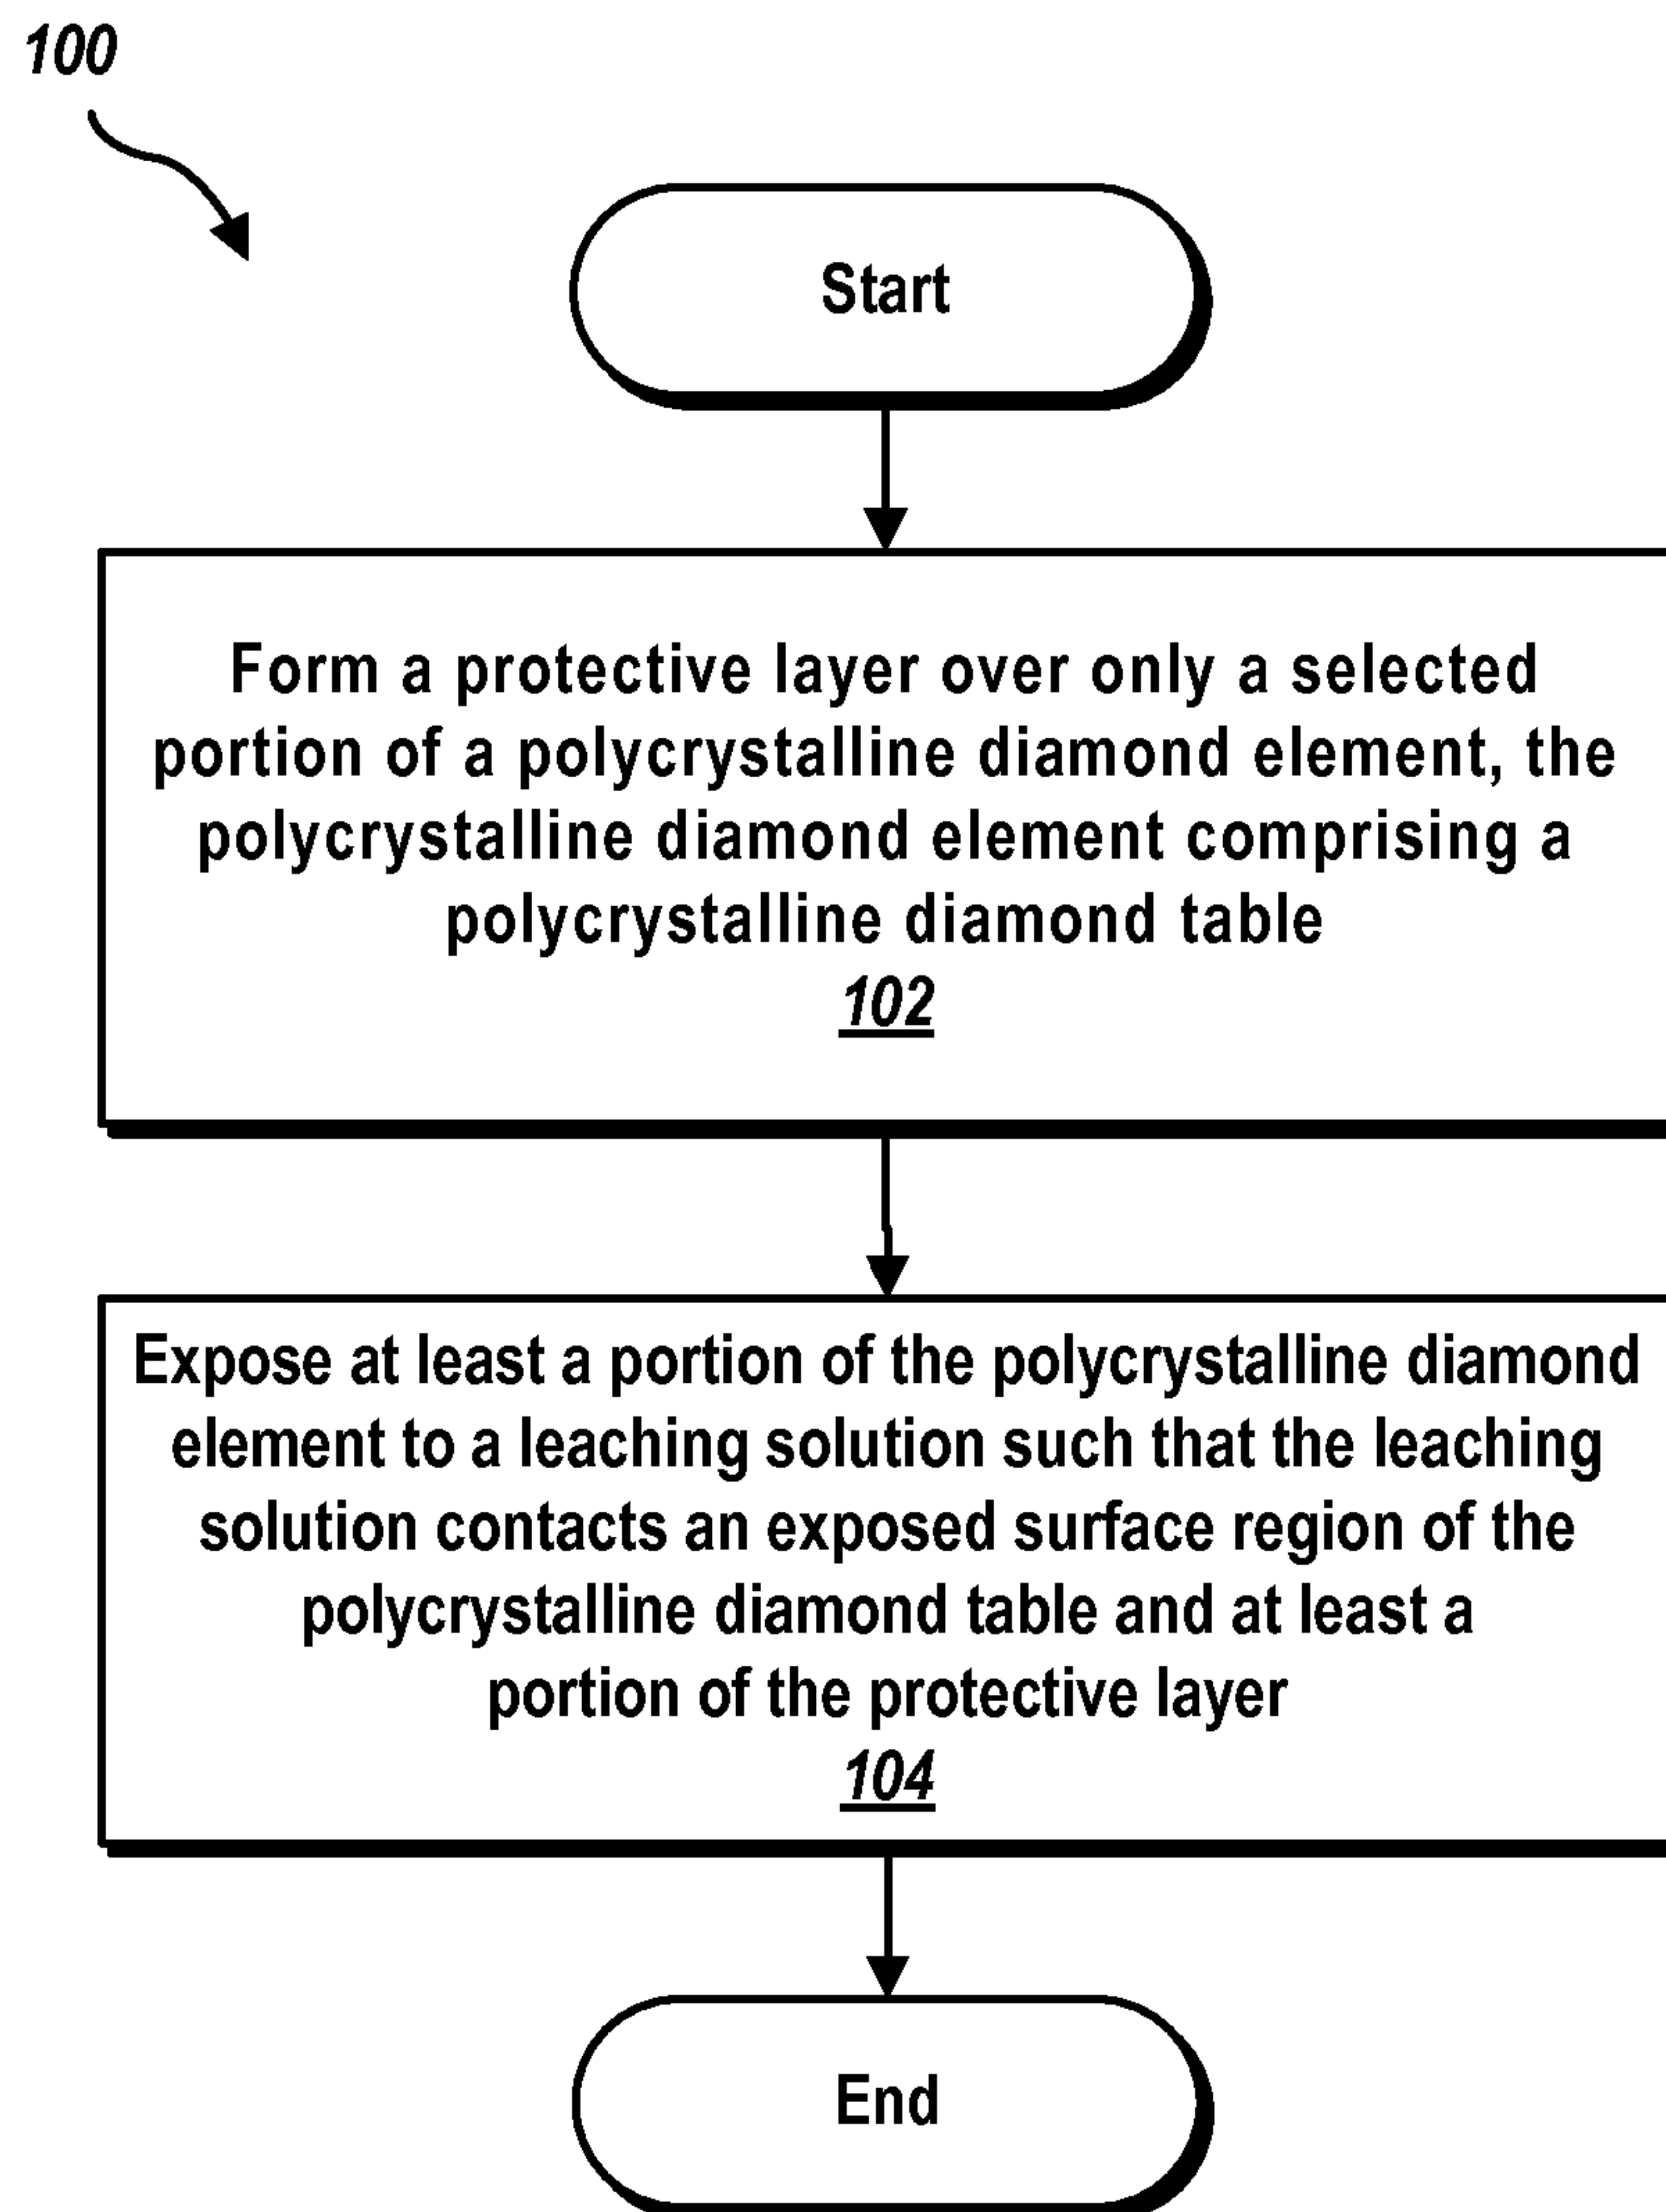 100
Start
Form a protective layer over only a selected
portion of a polycrystalline diamond element, the
polycrystalline diamond element comprising a
polycrystalline diamond table
102
Expose at least a portion of the polycrystalline diamond
element to a leaching solution such that the leaching
solution contacts an exposed surface region of the
polycrystalline diamond table and at least a
portion of the protective layer
104
End